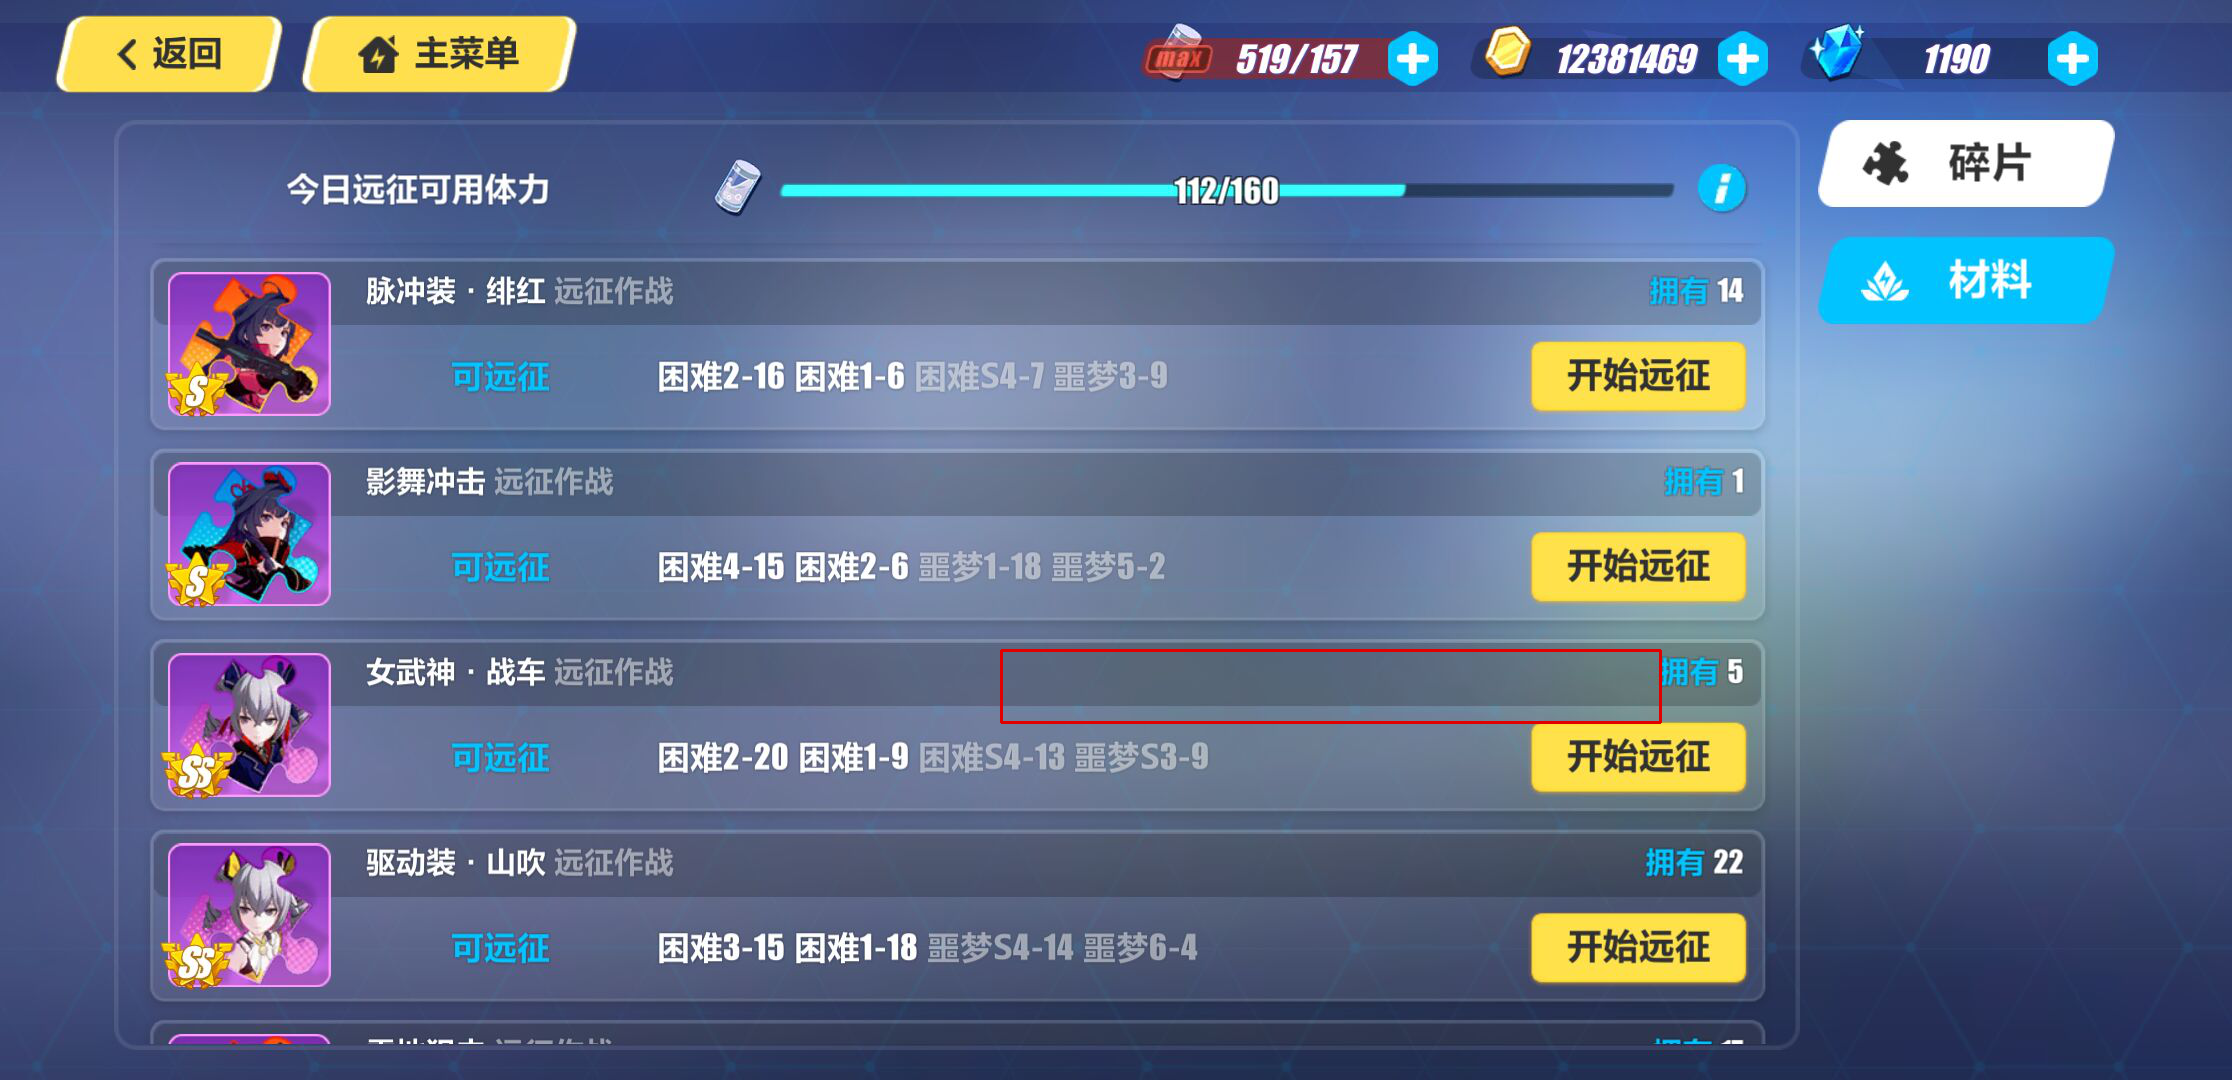 返回
主菜单
max 519/157
12381469
1190
今日远征可用体力
112/160
碎片
材料
脉冲装·绯红 远征作战
拥有 14
S
可远征
困难2-16 困难1-6 困难S4-7 噩梦3-9
开始远征
影舞冲击 远征作战
拥有 1
S
可远征
困难4-15 困难2-6 噩梦1-18 噩梦5-2
开始远征
女武神·战车 远征作战
拥有 5
SS
可远征
困难2-20 困难1-9 困难S4-13 噩梦S3-9
开始远征
驱动装·山吹 远征作战
拥有 22
SS
可远征
困难3-15 困难1-18 噩梦S4-14 噩梦6-4
开始远征